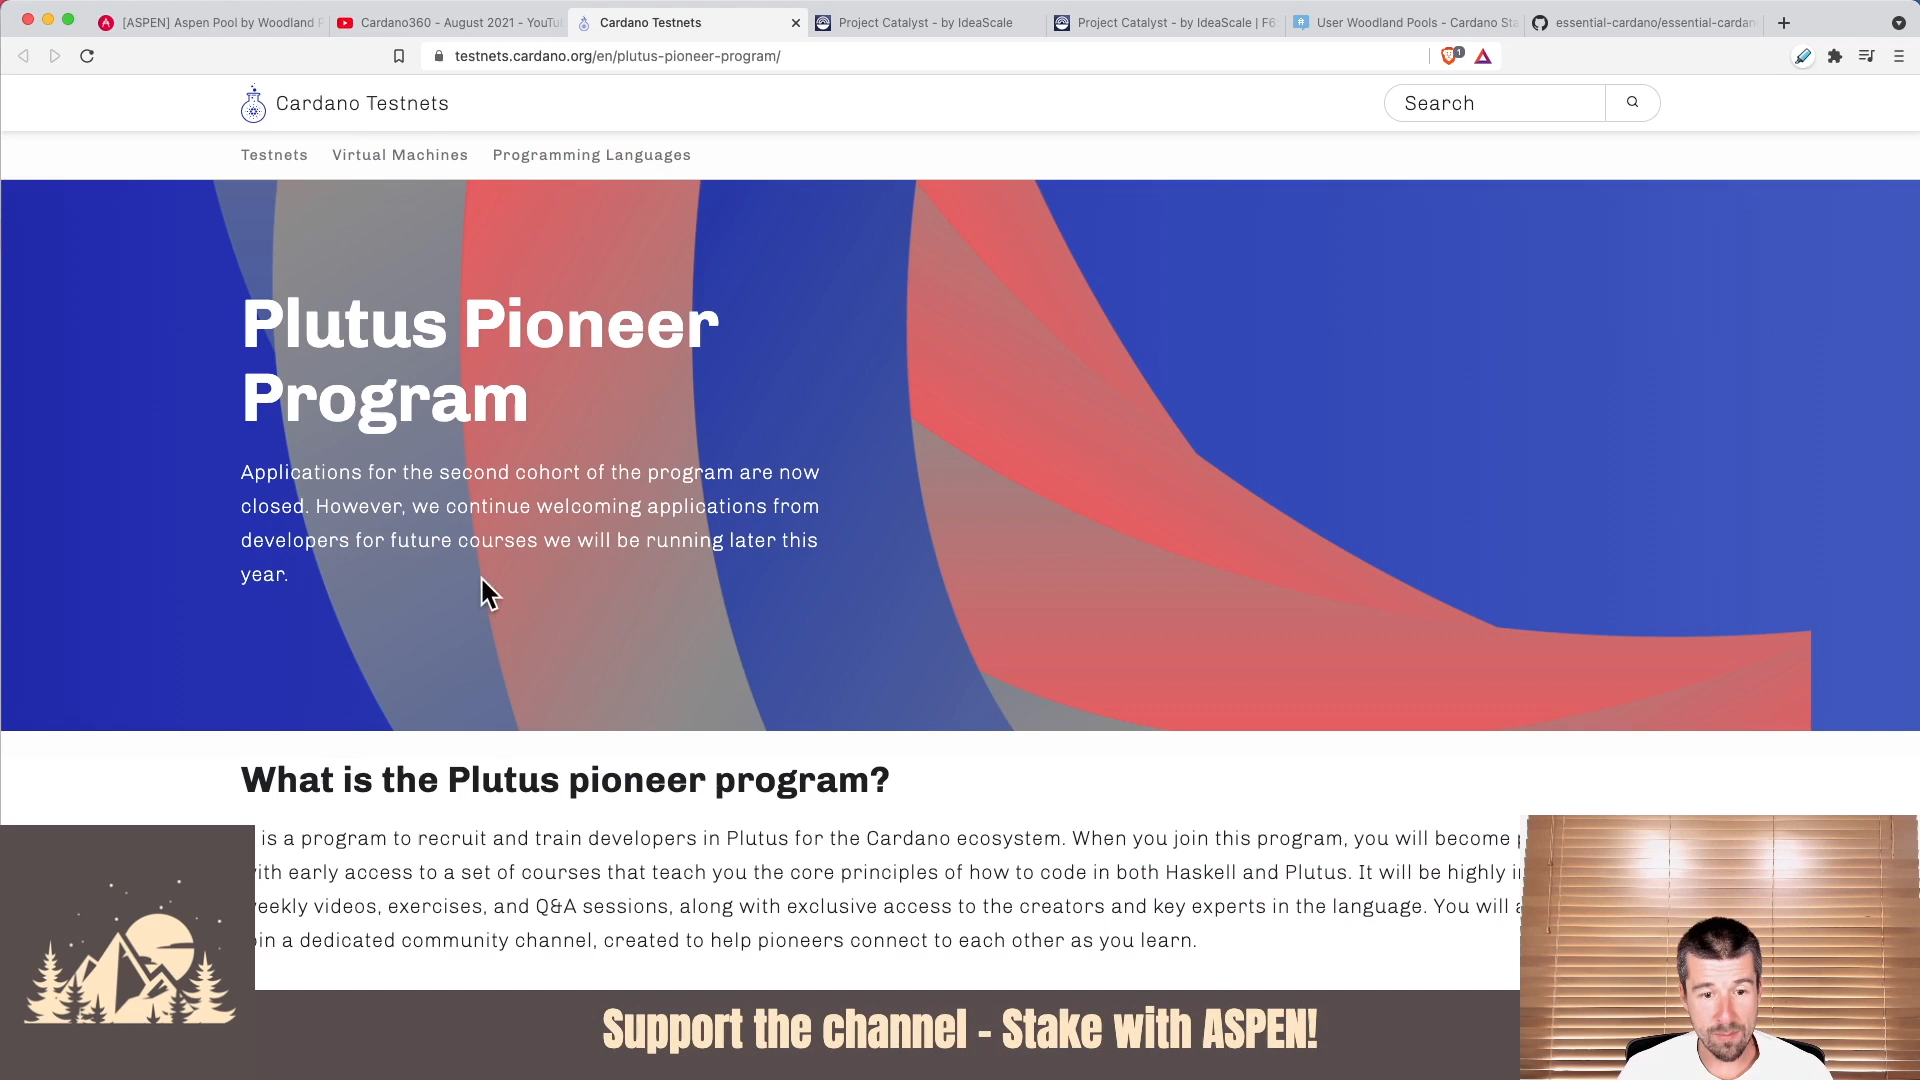 [ASPEN] Aspen Pool by Woodland P
Cardano360 - August 2021 - YouTu
Cardano Testnets
Project Catalyst - by IdeaScale
Project Catalyst - by IdeaScale | F6
User Woodland Pools - Cardano Sta
essential-cardano/essential-cardan
testnets.cardano.org/en/plutus-pioneer-program/
1
Cardano Testnets
Search
Testnets
Virtual Machines
Programming Languages
Plutus Pioneer
Program
Applications for the second cohort of the program are now
closed. However, we continue welcoming applications from
developers for future courses we will be running later this
year.
What is the Plutus pioneer program?
is a program to recruit and train developers in Plutus for the Cardano ecosystem. When you join this program, you will become
ith early access to a set of courses that teach you the core principles of how to code in both Haskell and Plutus. It will be highly i
eekly videos, exercises, and Q&A sessions, along with exclusive access to the creators and key experts in the language. You will a
oin a dedicated community channel, created to help pioneers connect to each other as you learn.
Support the channel - Stake with ASPEN!